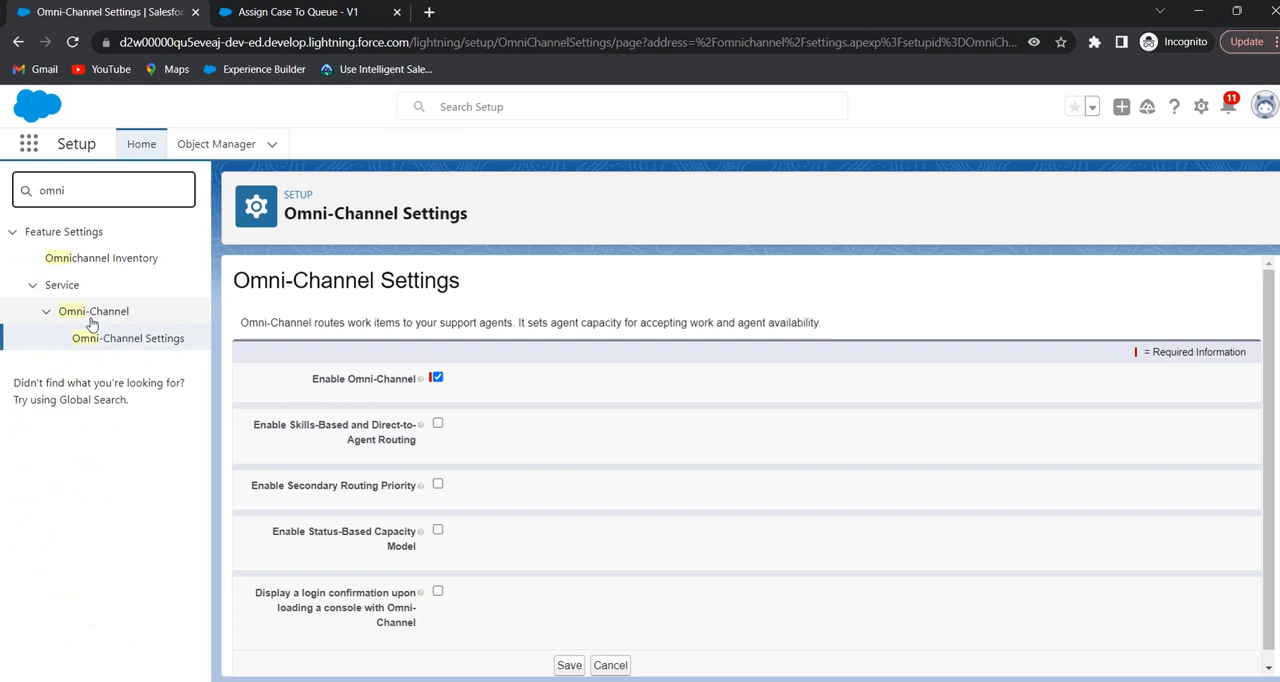 Omni-Channel Settings | Salesfor
Assign Case To Queue - V1
d2w00000qu5eveaj-dev-ed.develop.lightning.force.com/lightning/setup/OmniChannelSettings/page?address=%2Fomnichannel%2Fsettings.apexp%3Fsetupid%3DOmniCh...
Incognito
Update
Gmail
YouTube
Maps
Experience Builder
Use Intelligent Sale...
Search Setup
11
Setup
Home
Object Manager
omni
Feature Settings
Omnichannel Inventory
Service
Omni-Channel
Omni-Channel Settings
Didn't find what you're looking for?
Try using Global Search.
SETUP
Omni-Channel Settings
Omni-Channel Settings
Omni-Channel routes work items to your support agents. It sets agent capacity for accepting work and agent availability.
= Required Information
Enable Omni-Channel
Enable Skills-Based and Direct-to-
Agent Routing
Enable Secondary Routing Priority
Enable Status-Based Capacity
Model
Display a login confirmation upon
loading a console with Omni-
Channel
Save
Cancel